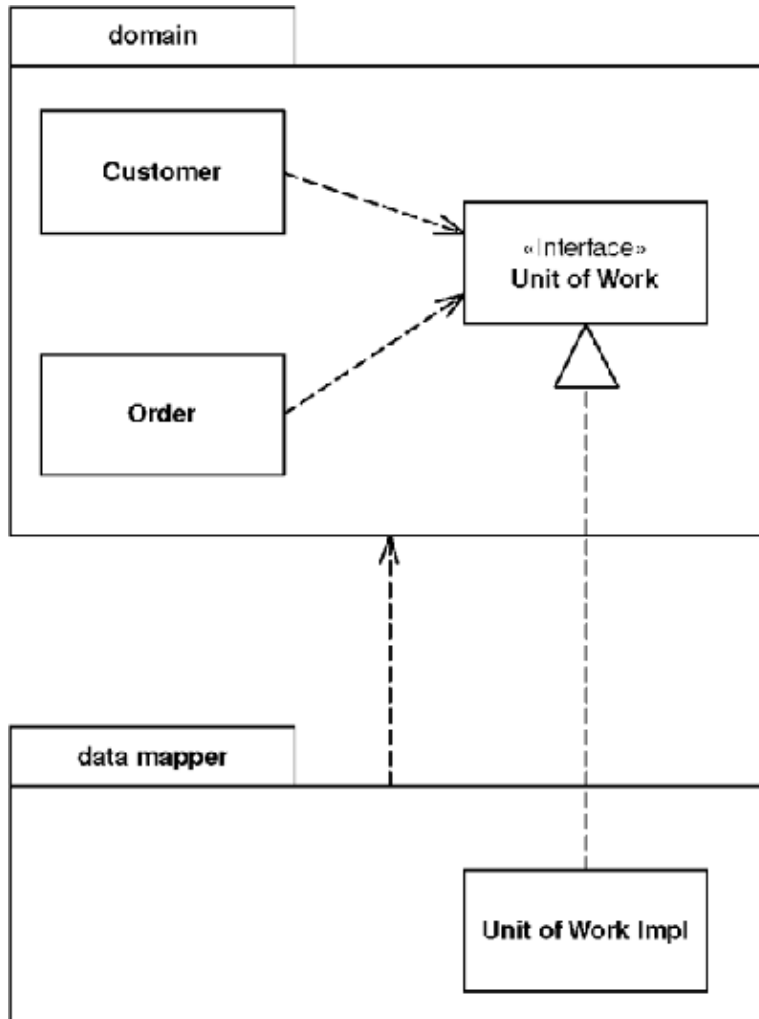 domain
Customer
«Interface»
Unit of Work
Order
data mapper
Unit of Work Impl